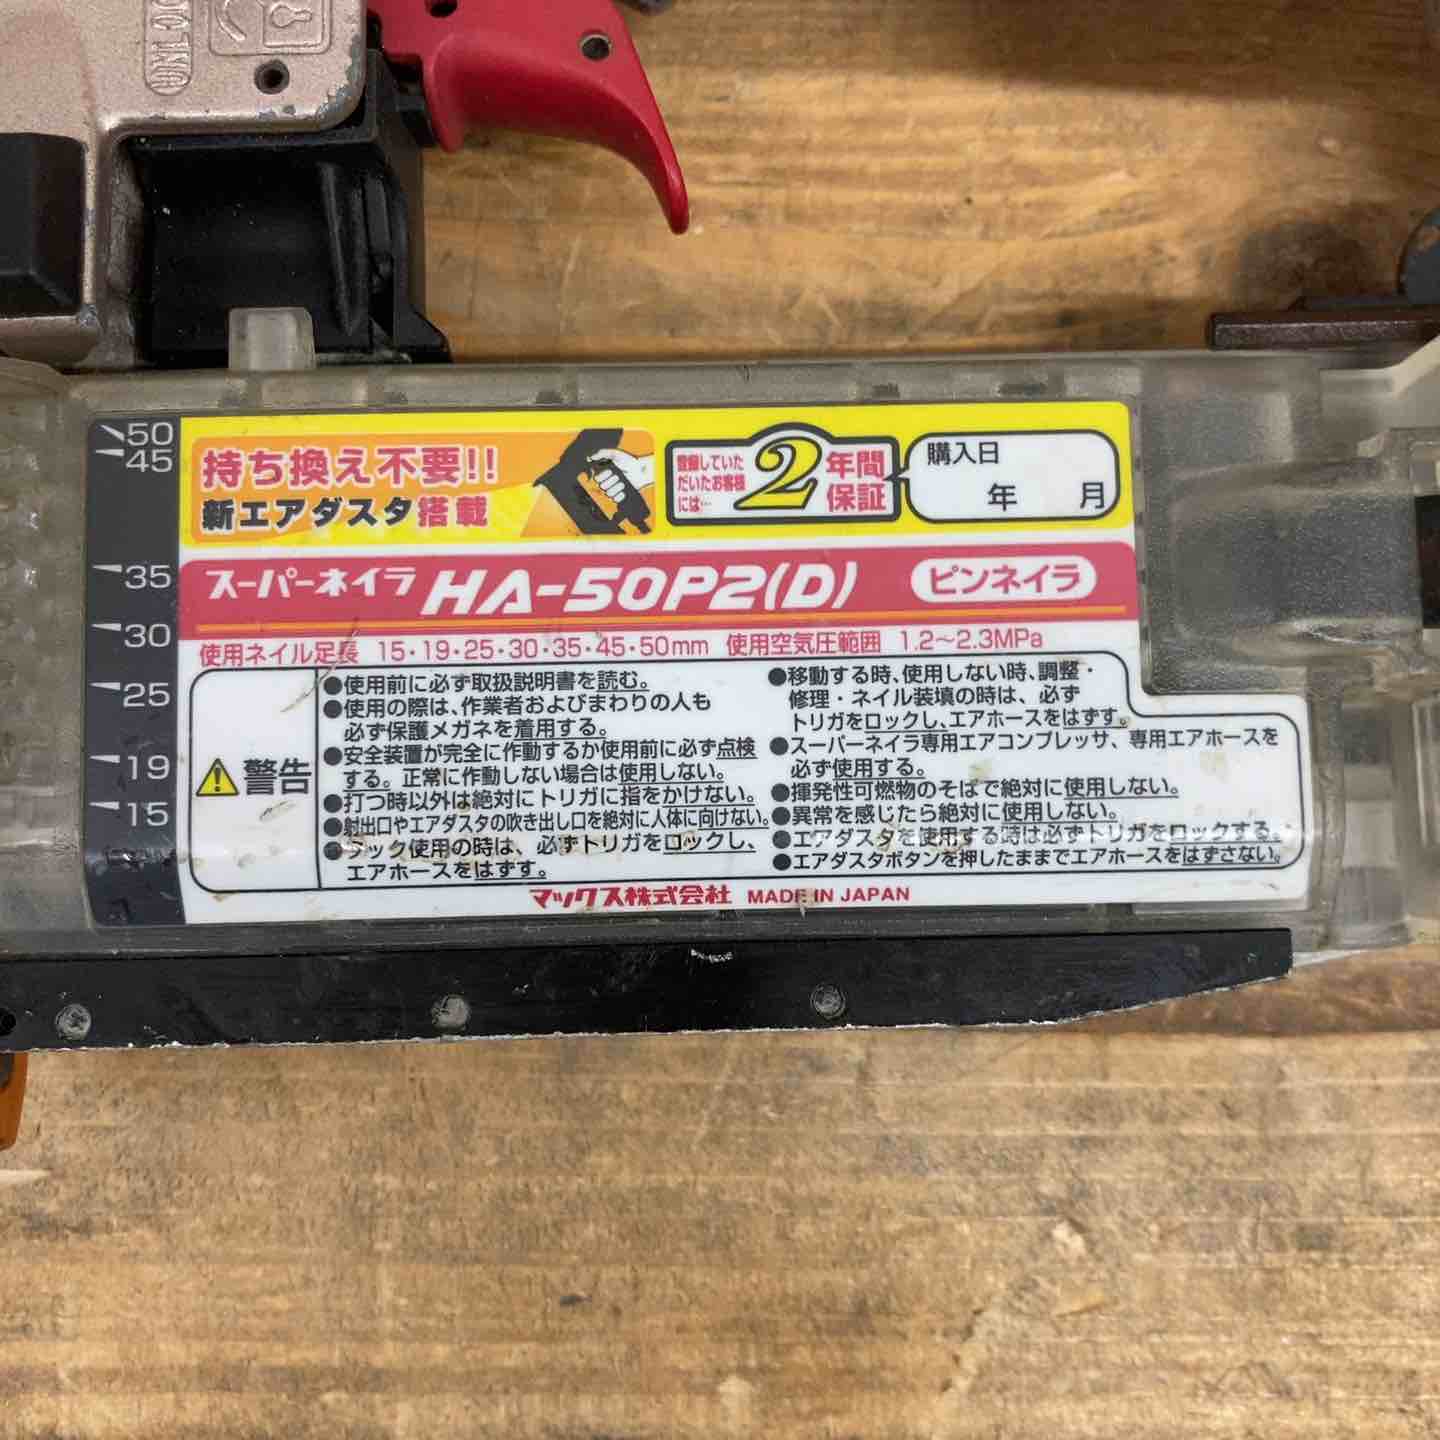 50
45
35
30
25
19
15
持ち換え不要!!
新エアダスタ搭載
登録していた
だいたお客様
には…
2年間
保証
購入日
年 月
スーパーネイラ HA-50P2(D) ピンネイラ
使用ネイル足長 15・19・25・30・35・45・50mm 使用空気圧範囲 1.2〜2.3MPa
警告
●使用前に必ず取扱説明書を読む。
●使用の際は、作業者およびまわりの人も
必ず保護メガネを着用する。
●安全装置が完全に作動するか使用前に必ず点検
する。正常に作動しない場合は使用しない。
●打つ時以外は絶対にトリガに指をかけない。
●射出口やエアダスタの吹き出し口を絶対に人体に向けない。
●ラック使用の時は、必ずトリガをロックし、
エアホースをはずす。
●移動する時、使用しない時、調整・
修理・ネイル装填の時は、必ず
トリガをロックし、エアホースをはずす。
●スーパーネイラ専用エアコンプレッサ、専用エアホースを
必ず使用する。
●揮発性可燃物のそばで絶対に使用しない。
●異常を感じたら絶対に使用しない。
●エアダスタを使用する時は必ずトリガをロックする。
●エアダスタボタンを押したままでエアホースをはずさない。
マックス株式会社 MADE IN JAPAN